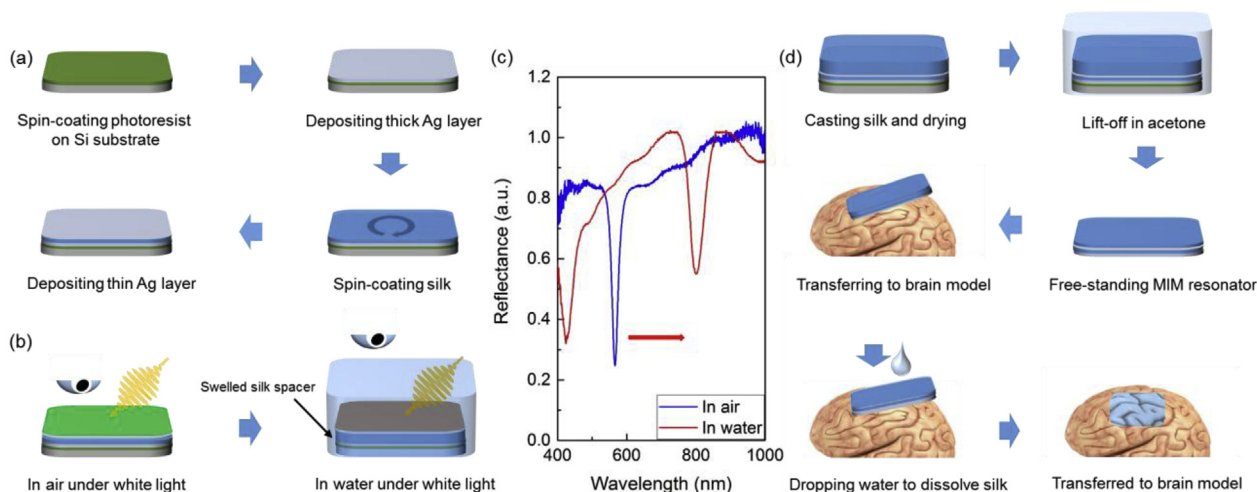 (a)
Spin-coating photoresist
on Si substrate
Depositing thick Ag layer
Depositing thin Ag layer
Spin-coating silk
(b)
Swelled silk spacer
In air under white light
In water under white light
(c)
1.2
1.0
0.8
0.6
0.4
0.2
0.0
Reflectance (a.u.)
In air
In water
400
600
800
1000
Wavelength (nm)
(d)
Casting silk and drying
Lift-off in acetone
Transferring to brain model
Free-standing MIM resonator
Dropping water to dissolve silk
Transferred to brain model